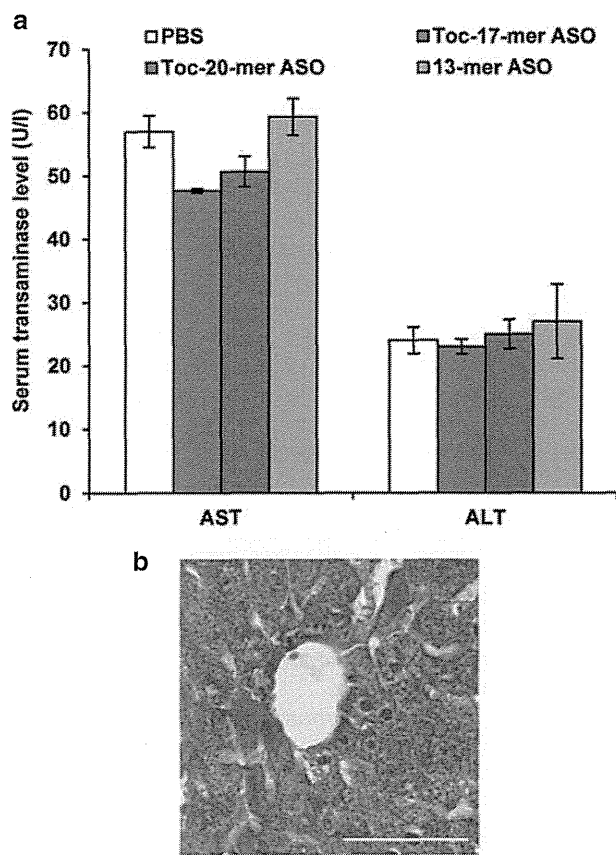 a
PBS
Toc-17-mer ASO
Toc-20-mer ASO
13-mer ASO
Serum transaminase level (U/l)
70
60
50
40
30
20
10
0
AST
ALT
b